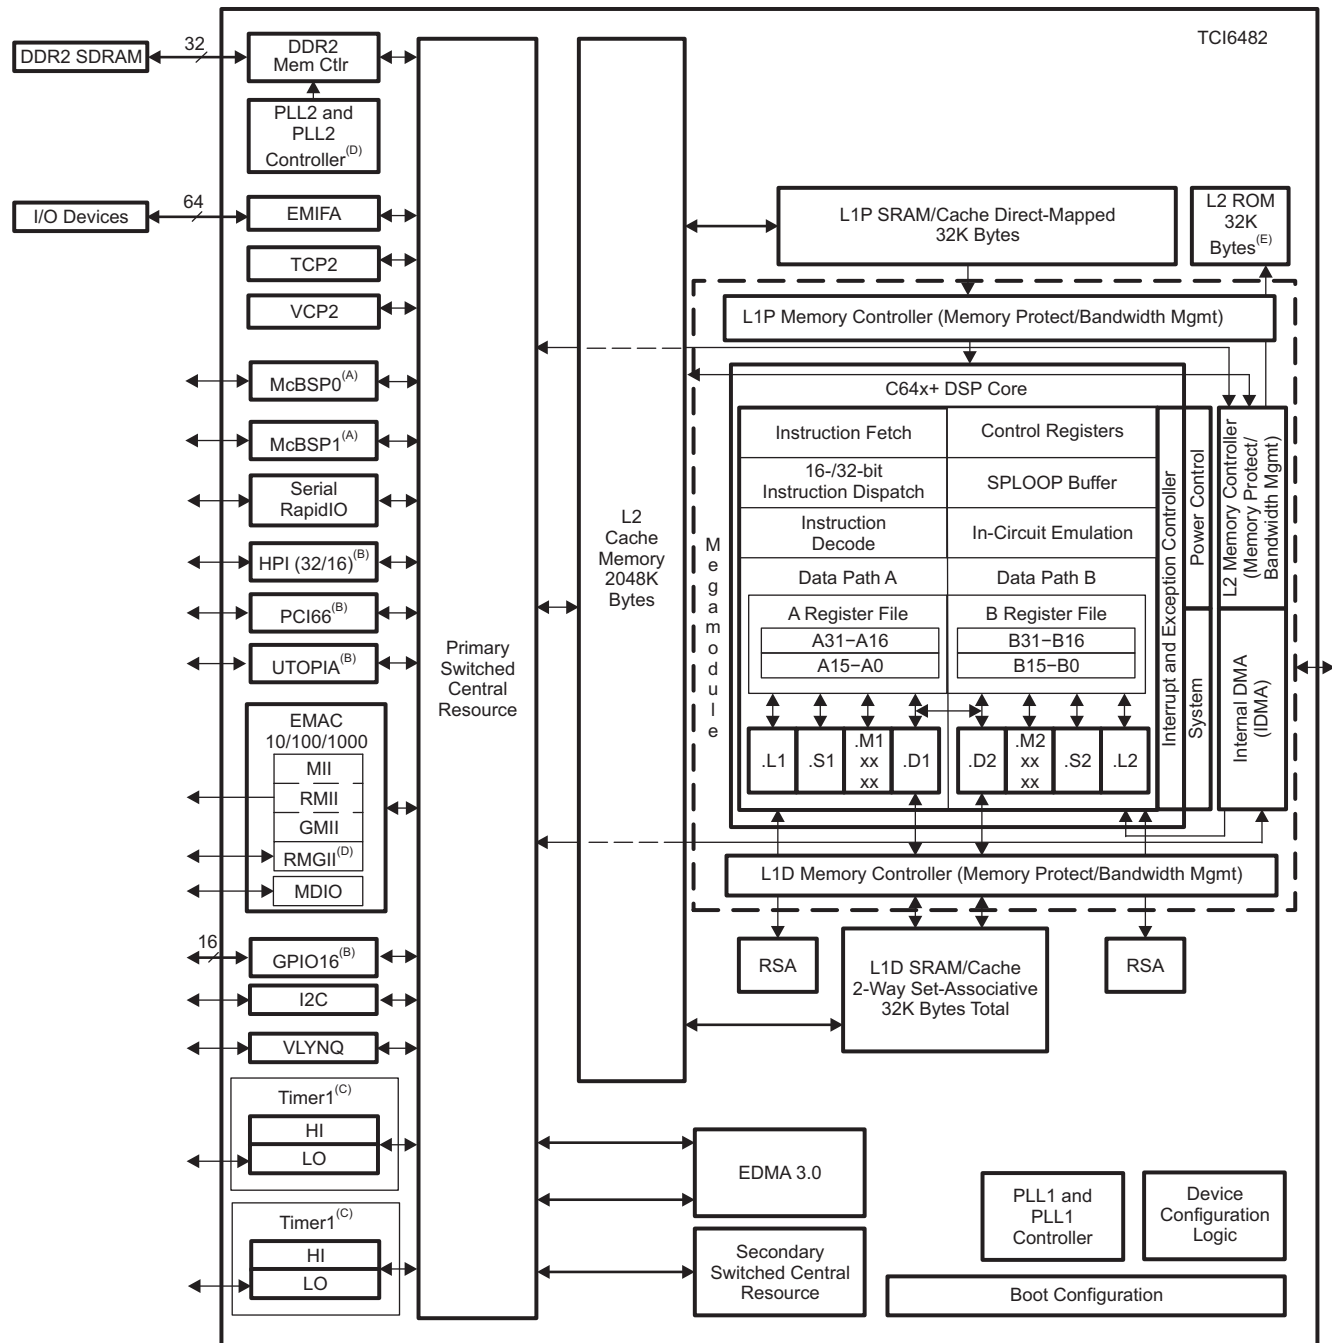 TCI6482
DDR2 SDRAM
32
DDR2
Mem Ctlr
PLL2 and
PLL2
Controller(D)
I/O Devices
64
EMIFA
TCP2
VCP2
McBSP0(A)
McBSP1(A)
Serial
RapidIO
HPI (32/16)(B)
PCI66(B)
UTOPIA(B)
EMAC
10/100/1000
MII
RMII
GMII
RMGII(D)
MDIO
16
GPIO16(B)
I2C
VLYNQ
Timer1(C)
HI
LO
Timer1(C)
HI
LO
Primary
Switched
Central
Resource
L2
Cache
Memory
2048K
Bytes
L1P SRAM/Cache Direct-Mapped
32K Bytes
L2 ROM
32K
Bytes(E)
L1P Memory Controller (Memory Protect/Bandwidth Mgmt)
Megamodule
C64x+ DSP Core
Instruction Fetch
Control Registers
16-/32-bit
Instruction Dispatch
SPLOOP Buffer
Instruction
Decode
In-Circuit Emulation
Data Path A
Data Path B
A Register File
B Register File
A31−A16
B31−B16
A15−A0
B15−B0
.L1
.S1
.M1
xx
xx
.D1
.D2
.M2
xx
xx
.S2
.L2
Interrupt and Exception Controller
Power Control
System
L2 Memory Controller
(Memory Protect/
Bandwidth Mgmt)
Internal DMA
(IDMA)
L1D Memory Controller (Memory Protect/Bandwidth Mgmt)
RSA
L1D SRAM/Cache
2-Way Set-Associative
32K Bytes Total
RSA
EDMA 3.0
Secondary
Switched Central
Resource
PLL1 and
PLL1
Controller
Device
Configuration
Logic
Boot Configuration